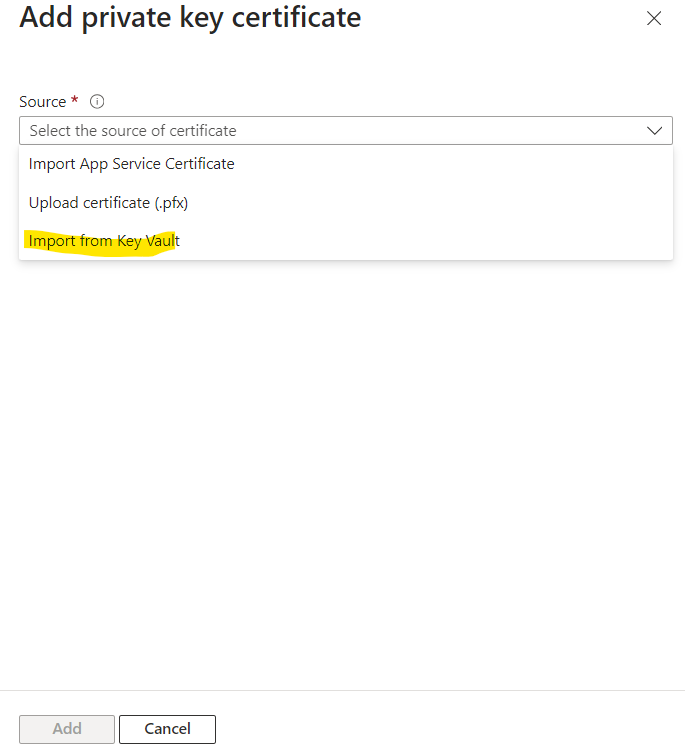 Add private key certificate
Source *
Select the source of certificate
Import App Service Certificate
Upload certificate (.pfx)
Import from Key Vault
Add
Cancel